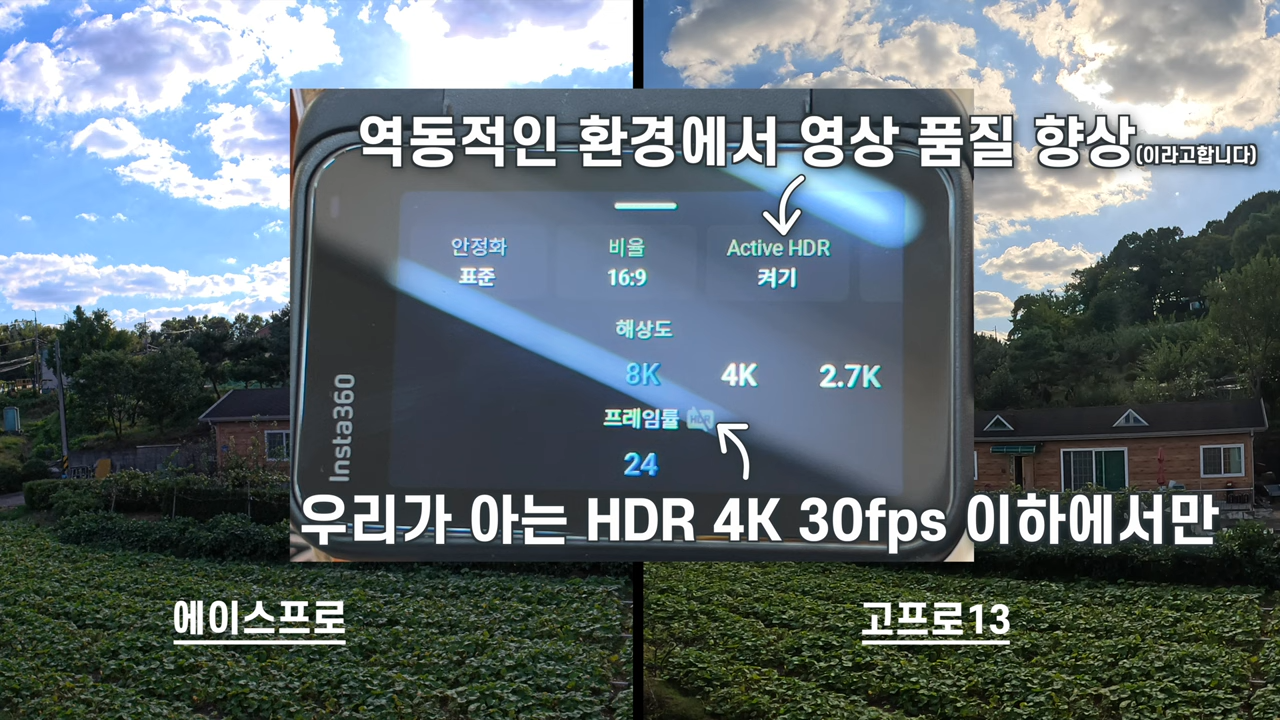 역동적인 환경에서 영상 품질 향상(이라고합니다)
안정화 비율 Active HDR
표준 16:9 켜기
해상도
8K 4K 2.7K
프레임률 HDR
24
Insta360
우리가 아는 HDR 4K 30fps 이하에서만
에이스프로 고프로13